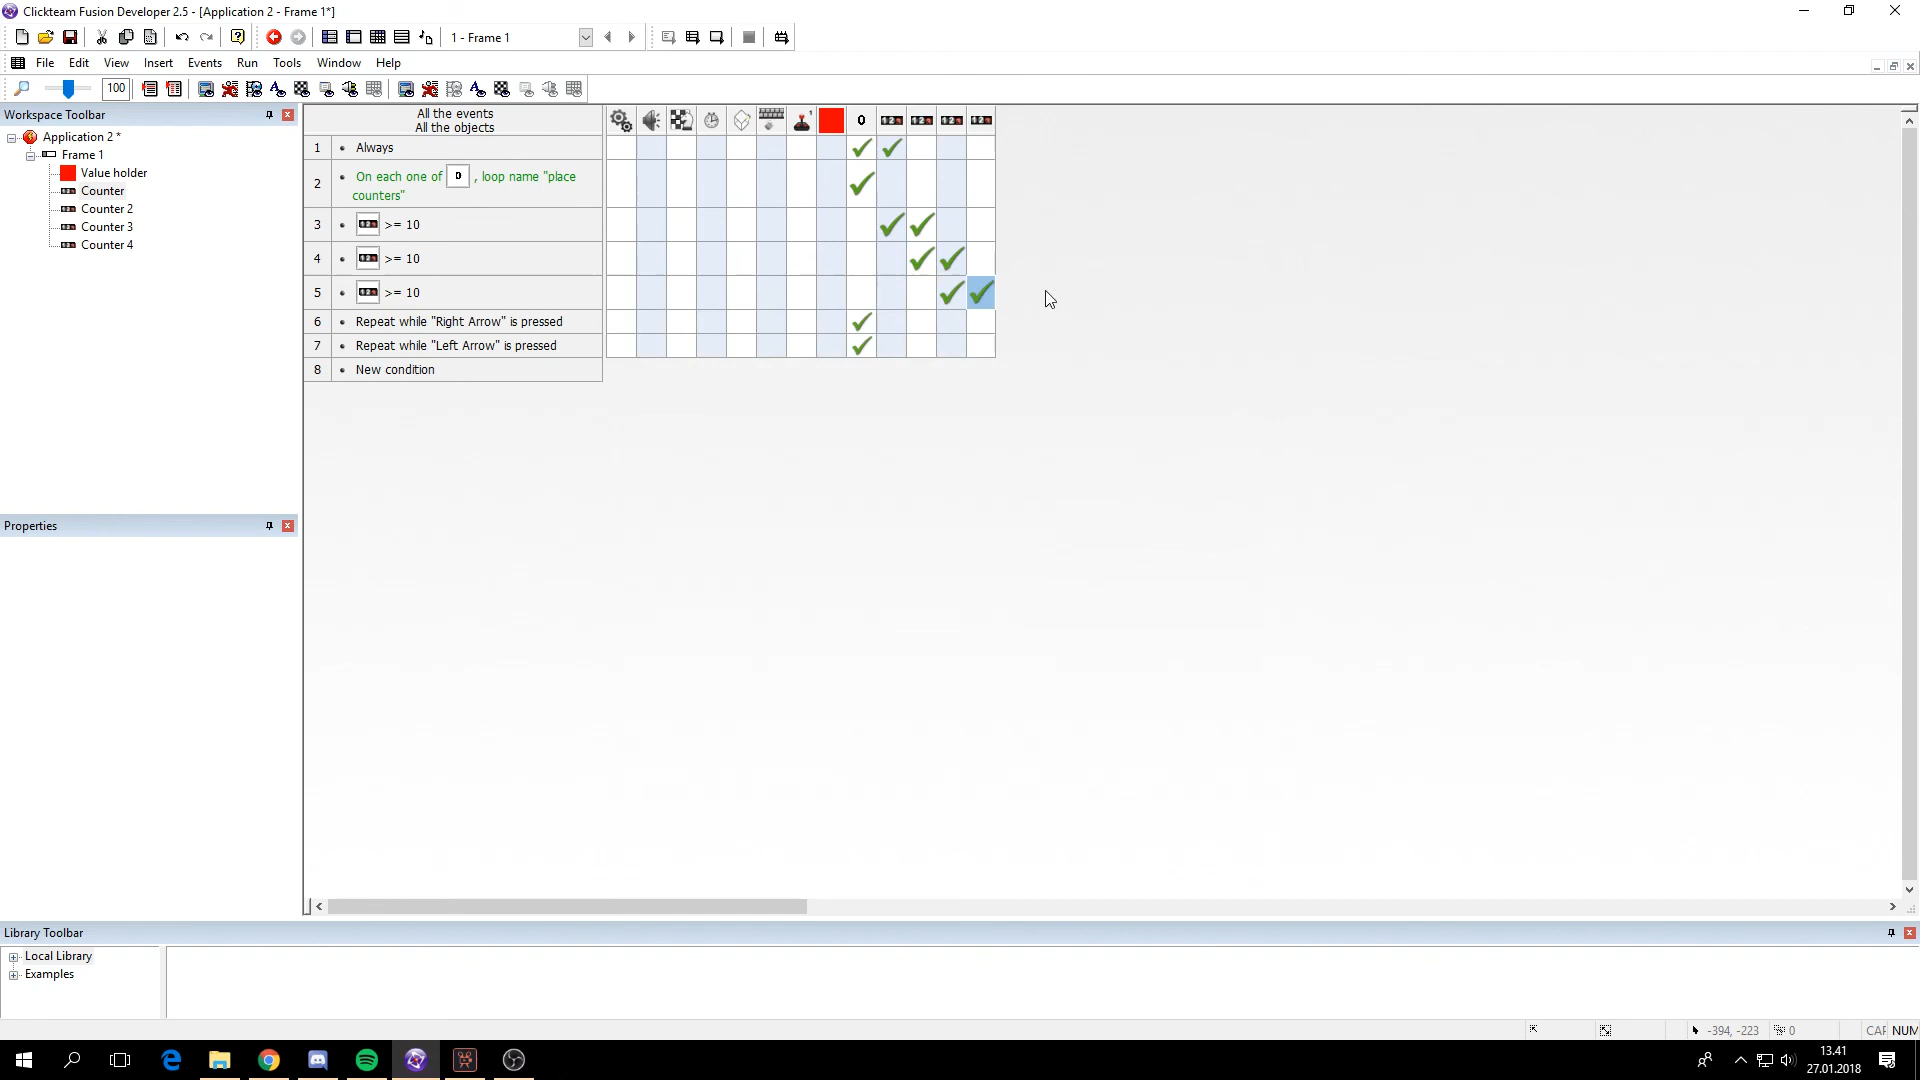 Clickteam Fusion Developer 2.5 - [Application 2 - Frame 1*]
1 - Frame 1
File Edit View Insert Events Run Tools Window Help
100
Workspace Toolbar
Application 2 *
Frame 1
Value holder
Counter
Counter 2
Counter 3
Counter 4
Properties
All the events
All the objects
0
1 • Always
2 • On each one of 0 , loop name "place
counters"
3 • >= 10
4 • >= 10
5 • >= 10
6 • Repeat while "Right Arrow" is pressed
7 • Repeat while "Left Arrow" is pressed
8 • New condition
Library Toolbar
Local Library
Examples
-394, -223
0
CAP NUM
13.41
27.01.2018